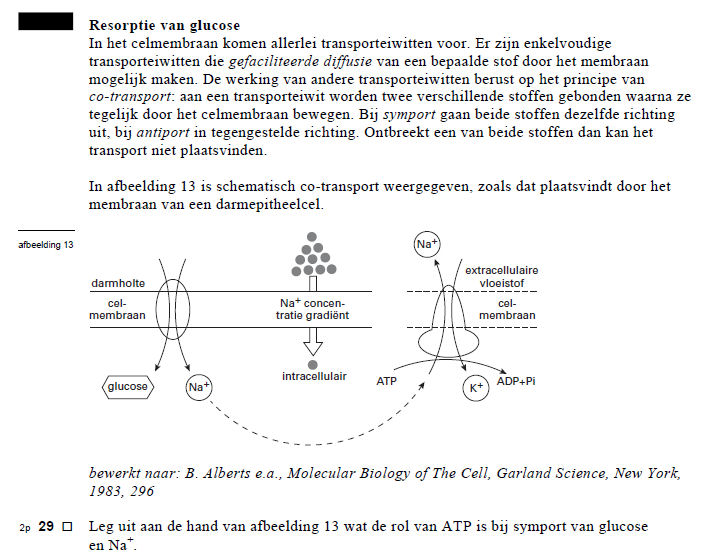 Resorptie van glucose
In het celmembraan komen allerlei transporteiwitten voor. Er zijn enkelvoudige
transporteiwitten die gefaciliteerde diffusie van een bepaalde stof door het membraan
mogelijk maken. De werking van andere transporteiwitten berust op het principe van
co-transport: aan een transporteiwit worden twee verschillende stoffen gebonden waarna ze
tegelijk door het celmembraan bewegen. Bij symport gaan beide stoffen dezelfde richting
uit, bij antiport in tegengestelde richting. Ontbreekt een van beide stoffen dan kan het
transport niet plaatsvinden.
In afbeelding 13 is schematisch co-transport weergegeven, zoals dat plaatsvindt door het
membraan van een darmepitheelcel.
afbeelding 13
Na+
darmholte
extracellulaire
vloeistof
cel-
membraan
Na+ concen-
tratie gradiënt
cel-
membraan
intracellulair
glucose
Na+
ATP
K+
ADP+Pi
bewerkt naar: B. Alberts e.a., Molecular Biology of The Cell, Garland Science, New York,
1983, 296
2p 29 □ Leg uit aan de hand van afbeelding 13 wat de rol van ATP is bij symport van glucose
en Na+.